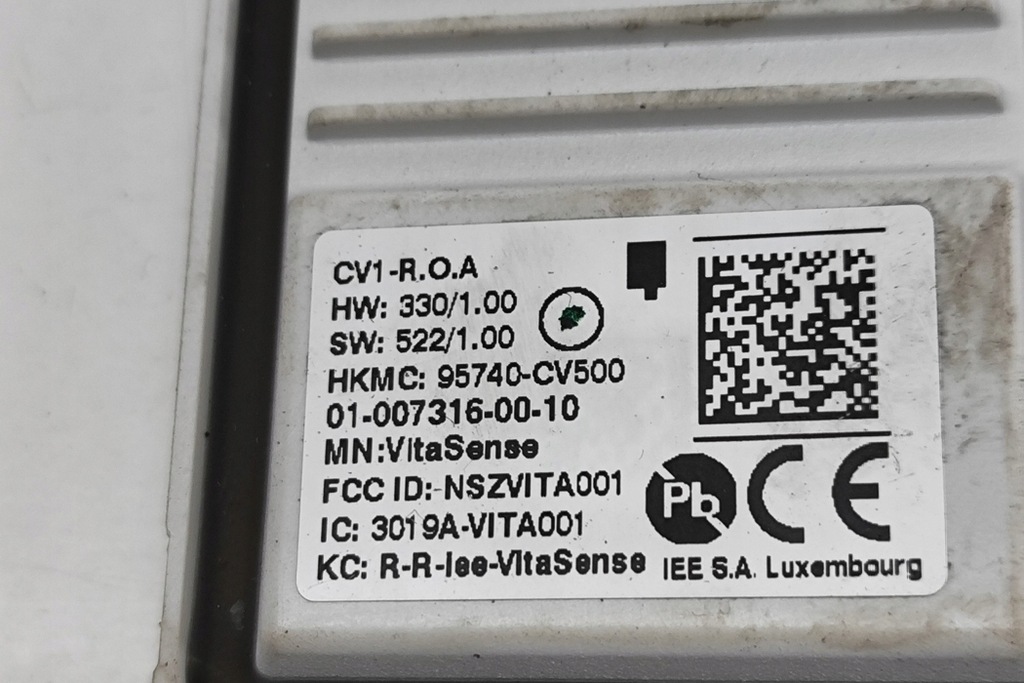 CV1-R.O.A
HW: 330/1.00
SW: 522/1.00
HKMC: 95740-CV500
01-007316-00-10
MN:VitaSense
FCC ID: NSZVITA001
IC: 3019A-VITA001
KC: R-R-Iee-VitaSense
Pb
CE
IEE S.A. Luxembourg